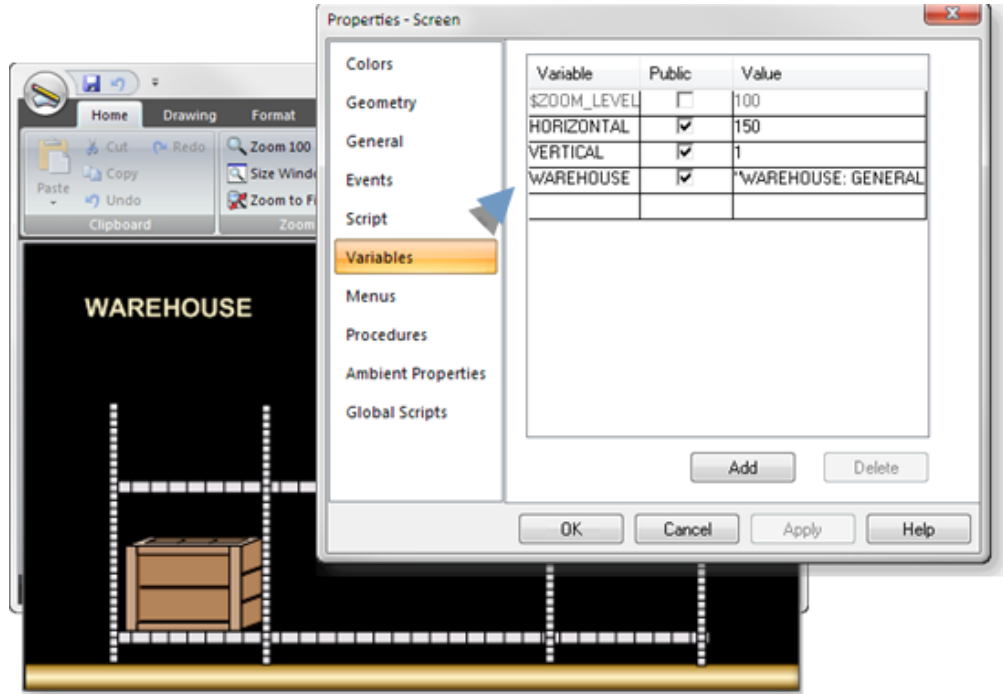 Properties - Screen
Colors
Geometry
General
Events
Script
Variables
Menus
Procedures
Ambient Properties
Global Scripts
Variable Public Value
$ZOOM_LEVEL 100
HORIZONTAL 150
VERTICAL 1
WAREHOUSE "WAREHOUSE: GENERAL
Add Delete
OK Cancel Apply Help
Home Drawing Format
Paste
Cut Redo
Copy
Undo
Clipboard
Zoom 100
Size Windo
Zoom to Fi
Zoom
WAREHOUSE